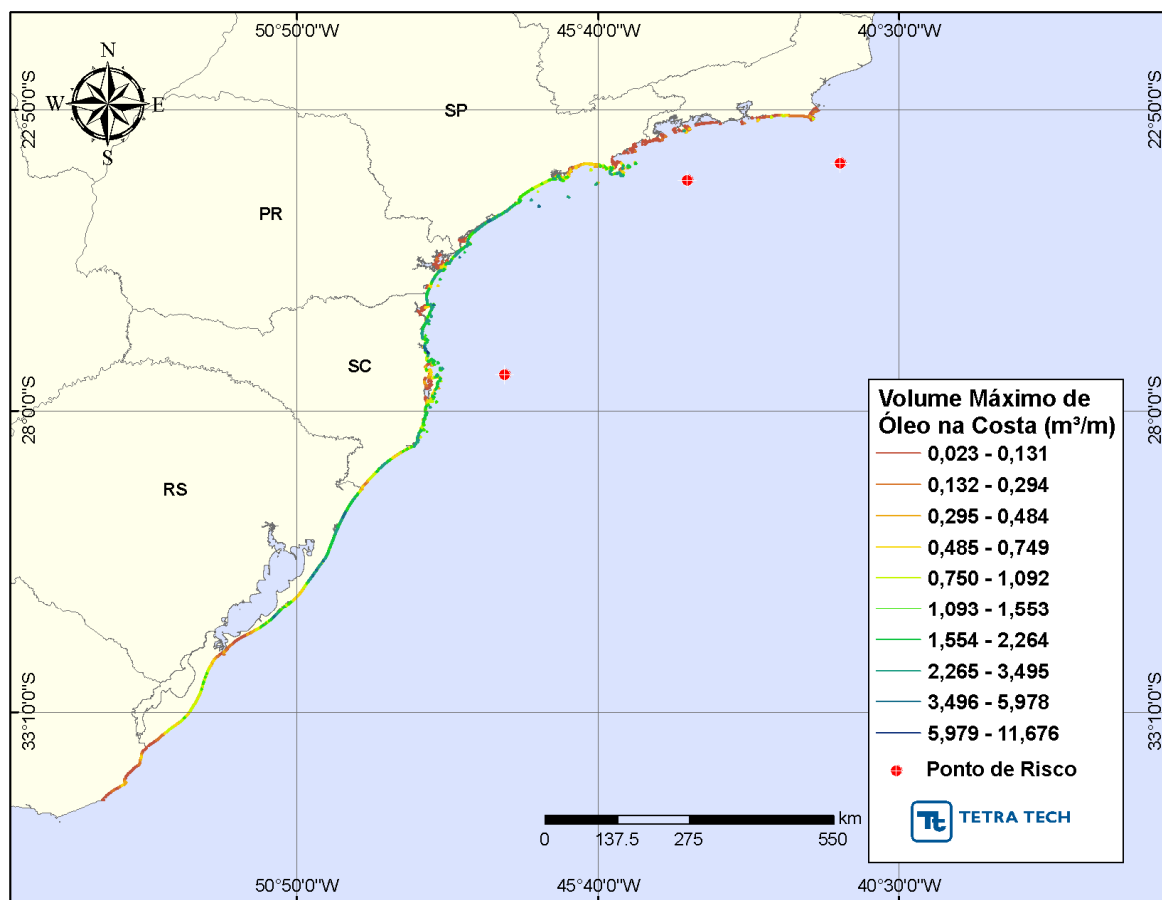 50°50'0"W
45°40'0"W
40°30'0"W
N
W
E
S
22°50'0"S
22°50'0"S
SP
PR
SC
RS
28°0'0"S
28°0'0"S
33°10'0"S
33°10'0"S
Volume Máximo de
Óleo na Costa (m³/m)
0,023 - 0,131
0,132 - 0,294
0,295 - 0,484
0,485 - 0,749
0,750 - 1,092
1,093 - 1,553
1,554 - 2,264
2,265 - 3,495
3,496 - 5,978
5,979 - 11,676
Ponto de Risco
Tt TETRA TECH
km
0 137.5 275 550
50°50'0"W
45°40'0"W
40°30'0"W